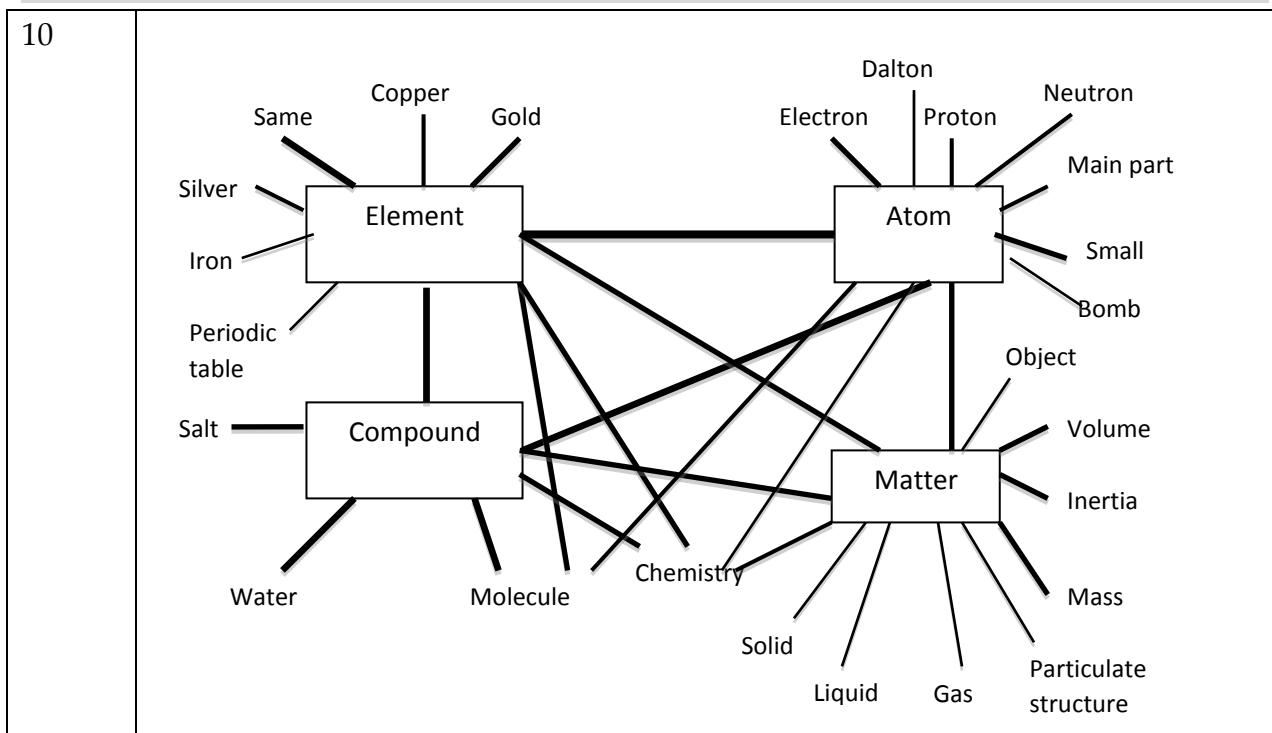 10
Dalton
Copper
Neutron
Same
Gold
Electron
Proton
Main part
Silver
Element
Atom
Small
Iron
Bomb
Periodic
table
Object
Salt
Compound
Volume
Matter
Inertia
Chemistry
Water
Molecule
Mass
Solid
Particulate
structure
Liquid
Gas